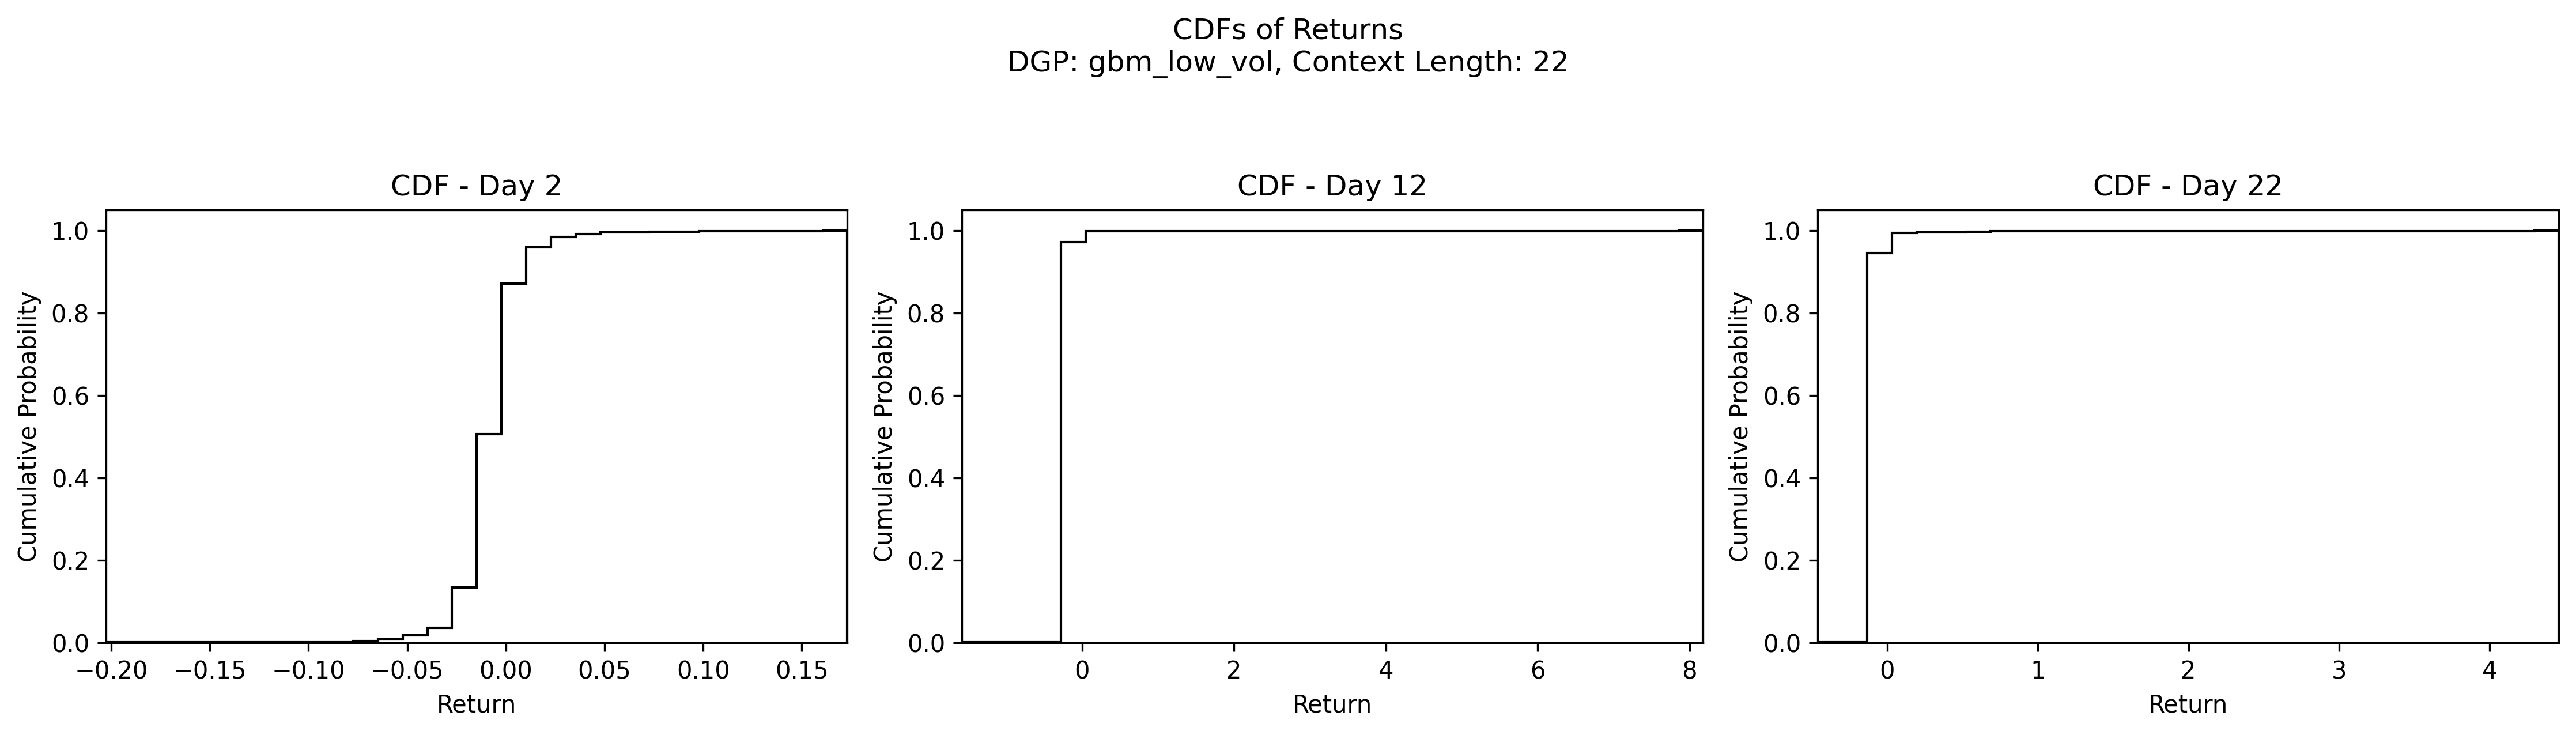 CDFs of Returns
DGP: gbm_low_vol, Context Length: 22
CDF - Day 2
1.0
0.8
0.6
0.4
0.2
0.0
Cumulative Probability
−0.20 −0.15 −0.10 −0.05 0.00 0.05 0.10 0.15
Return
CDF - Day 12
1.0
0.8
0.6
0.4
0.2
0.0
Cumulative Probability
0 2 4 6 8
Return
CDF - Day 22
1.0
0.8
0.6
0.4
0.2
0.0
Cumulative Probability
0 1 2 3 4
Return